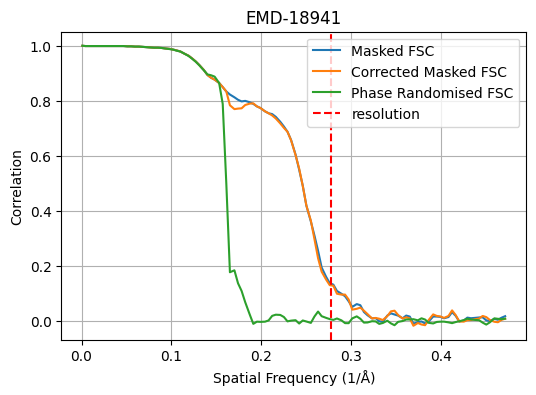 EMD-18941
Masked FSC
Corrected Masked FSC
Phase Randomised FSC
resolution
Correlation
1.0
0.8
0.6
0.4
0.2
0.0
0.0 0.1 0.2 0.3 0.4
Spatial Frequency (1/Å)